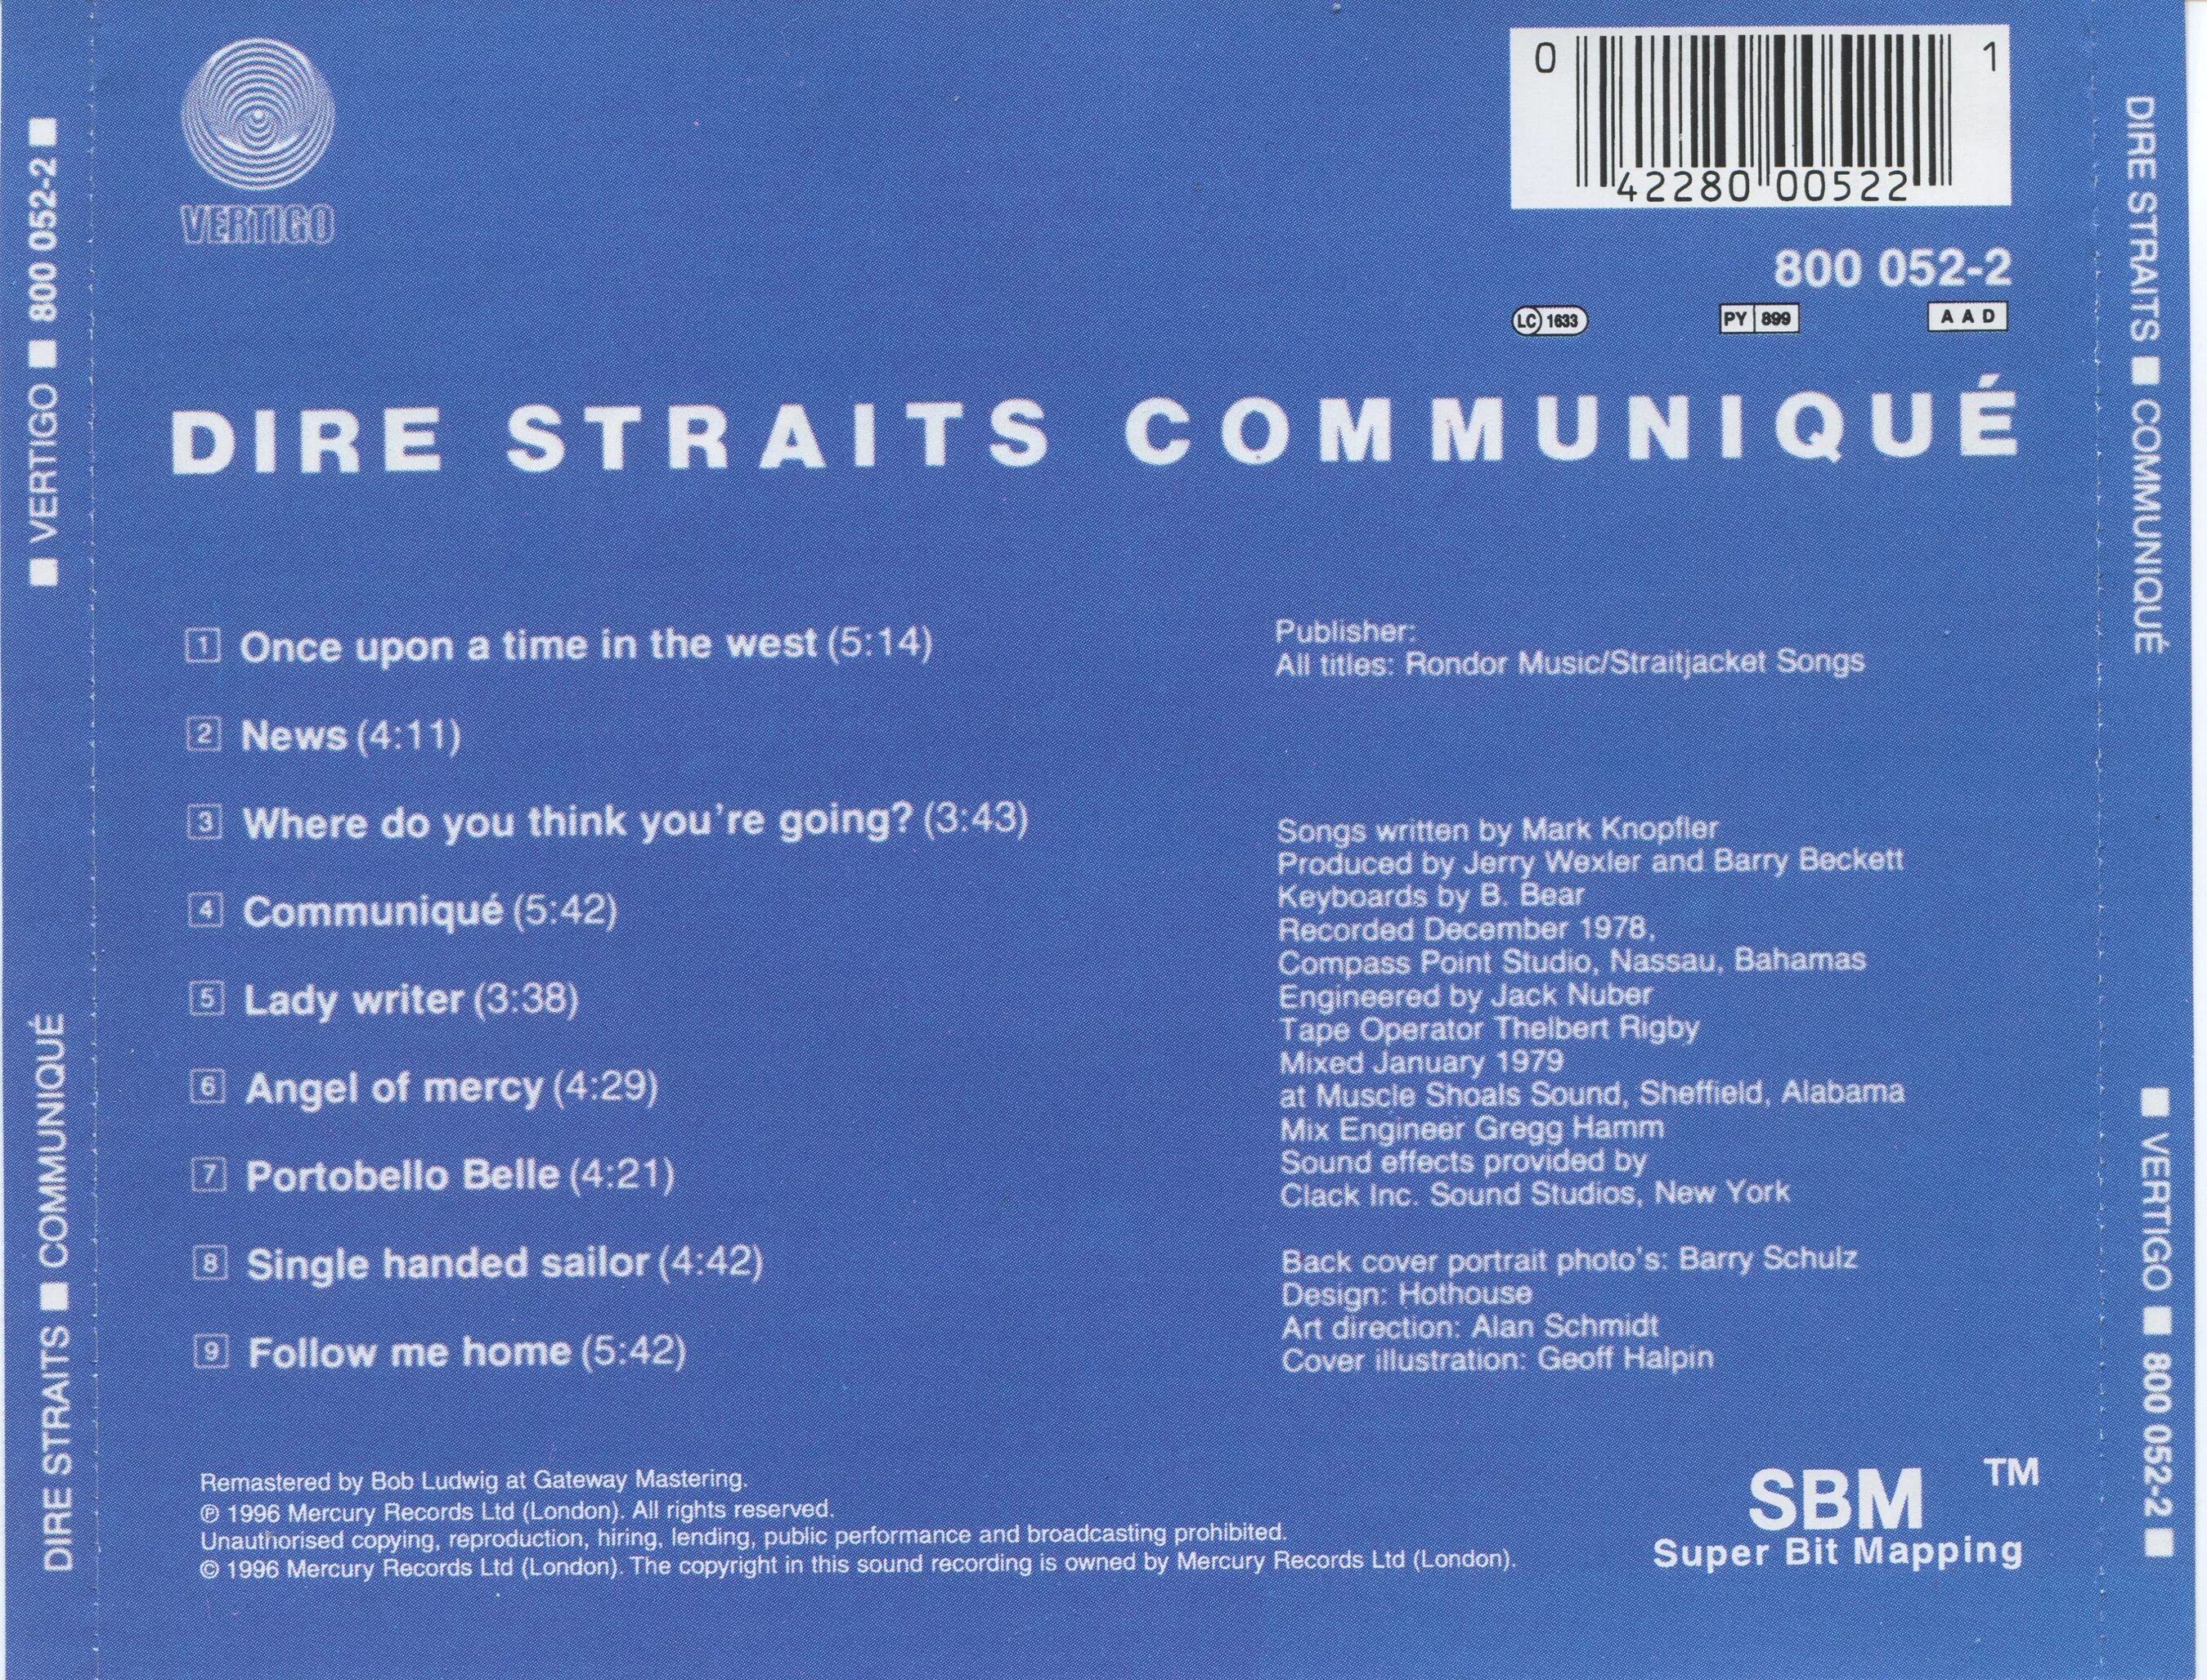 ■ VERTIGO ■ 800 052-2 ■
DIRE STRAITS ■ COMMUNIQUÉ
VERTIGO
0 42280 00522 1
800 052-2
LC 1633 PY 899 AAD
DIRE STRAITS COMMUNIQUÉ
1 Once upon a time in the west (5:14)
2 News (4:11)
3 Where do you think you're going? (3:43)
4 Communiqué (5:42)
5 Lady writer (3:38)
6 Angel of mercy (4:29)
7 Portobello Belle (4:21)
8 Single handed sailor (4:42)
9 Follow me home (5:42)
Publisher:
All titles: Rondor Music/Straitjacket Songs
Songs written by Mark Knopfler
Produced by Jerry Wexler and Barry Beckett
Keyboards by B. Bear
Recorded December 1978,
Compass Point Studio, Nassau, Bahamas
Engineered by Jack Nuber
Tape Operator Thelbert Rigby
Mixed January 1979
at Muscle Shoals Sound, Sheffield, Alabama
Mix Engineer Gregg Hamm
Sound effects provided by
Clack Inc. Sound Studios, New York
Back cover portrait photo's: Barry Schulz
Design: Hothouse
Art direction: Alan Schmidt
Cover illustration: Geoff Halpin
Remastered by Bob Ludwig at Gateway Mastering.
℗ 1996 Mercury Records Ltd (London). All rights reserved.
Unauthorised copying, reproduction, hiring, lending, public performance and broadcasting prohibited.
© 1996 Mercury Records Ltd (London). The copyright in this sound recording is owned by Mercury Records Ltd (London).
SBM TM
Super Bit Mapping
DIRE STRAITS ■ COMMUNIQUÉ
■ VERTIGO ■ 800 052-2 ■